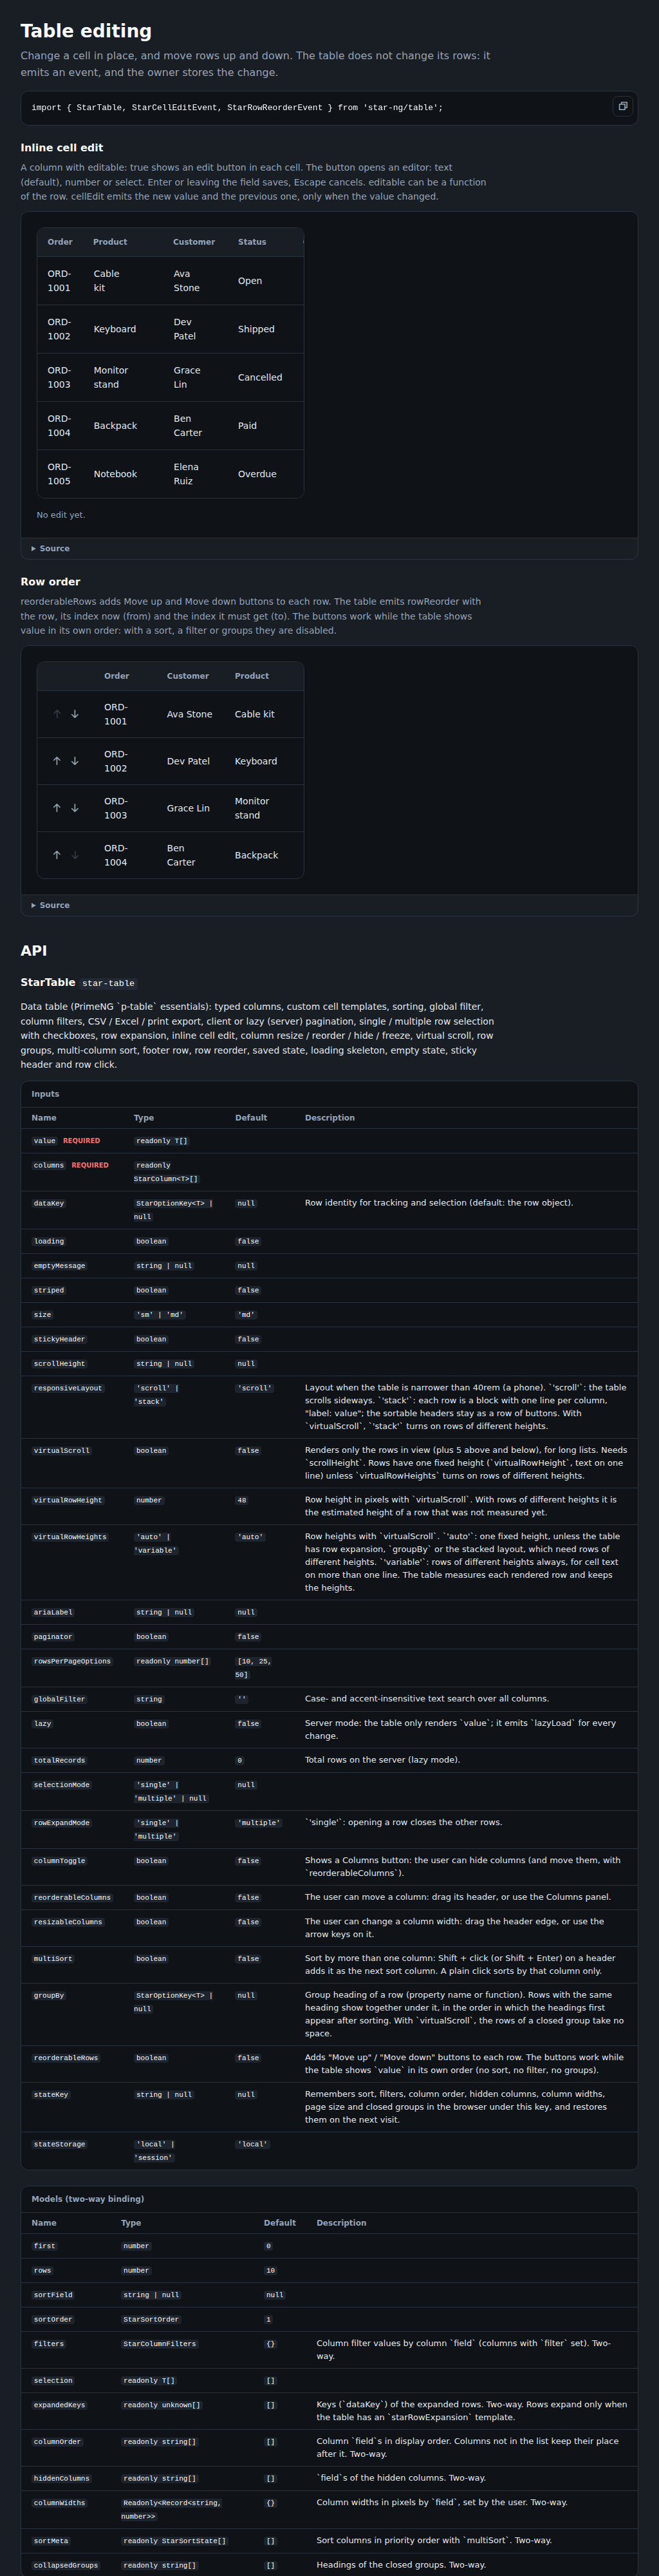 Table editing
Change a cell in place, and move rows up and down. The table does not change its rows: it
emits an event, and the owner stores the change.
import { StarTable, StarCellEditEvent, StarRowReorderEvent } from 'star-ng/table';
Inline cell edit
A column with editable: true shows an edit button in each cell. The button opens an editor: text
(default), number or select. Enter or leaving the field saves, Escape cancels. editable can be a function
of the row. cellEdit emits the new value and the previous one, only when the value changed.
Order Product Customer Status
ORD-
1001
Cable
kit
Ava
Stone
Open
ORD-
1002
Keyboard
Dev
Patel
Shipped
ORD-
1003
Monitor
stand
Grace
Lin
Cancelled
ORD-
1004
Backpack
Ben
Carter
Paid
ORD-
1005
Notebook
Elena
Ruiz
Overdue
No edit yet.
Source
Row order
reorderableRows adds Move up and Move down buttons to each row. The table emits rowReorder with
the row, its index now (from) and the index it must get (to). The buttons work while the table shows
value in its own order: with a sort, a filter or groups they are disabled.
Order Customer Product
ORD-
1001
Ava Stone
Cable kit
ORD-
1002
Dev Patel
Keyboard
ORD-
1003
Grace Lin
Monitor
stand
ORD-
1004
Ben
Carter
Backpack
Source
API
StarTable star-table
Data table (PrimeNG `p-table` essentials): typed columns, custom cell templates, sorting, global filter,
column filters, CSV / Excel / print export, client or lazy (server) pagination, single / multiple row selection
with checkboxes, row expansion, inline cell edit, column resize / reorder / hide / freeze, virtual scroll, row
groups, multi-column sort, footer row, row reorder, saved state, loading skeleton, empty state, sticky
header and row click.
Inputs
Name Type Default Description
value REQUIRED readonly T[]
columns REQUIRED readonly
StarColumn<T>[]
dataKey StarOptionKey<T> | null Row identity for tracking and selection (default: the row object).
null
loading boolean false
emptyMessage string | null null
striped boolean false
size 'sm' | 'md' 'md'
stickyHeader boolean false
scrollHeight string | null null
responsiveLayout 'scroll' | 'scroll' Layout when the table is narrower than 40rem (a phone). `'scroll'`: the table
'stack' scrolls sideways. `'stack'`: each row is a block with one line per column,
"label: value"; the sortable headers stay as a row of buttons. With
`virtualScroll`, `'stack'` turns on rows of different heights.
virtualScroll boolean false Renders only the rows in view (plus 5 above and below), for long lists. Needs
`scrollHeight`. Rows have one fixed height (`virtualRowHeight`, text on one
line) unless `virtualRowHeights` turns on rows of different heights.
virtualRowHeight number 48 Row height in pixels with `virtualScroll`. With rows of different heights it is
the estimated height of a row that was not measured yet.
virtualRowHeights 'auto' | 'auto' Row heights with `virtualScroll`. `'auto'`: one fixed height, unless the table
'variable' has row expansion, `groupBy` or the stacked layout, which need rows of
different heights. `'variable'`: rows of different heights always, for cell text
on more than one line. The table measures each rendered row and keeps
the heights.
ariaLabel string | null null
paginator boolean false
rowsPerPageOptions readonly number[] [10, 25,
50]
globalFilter string '' Case- and accent-insensitive text search over all columns.
lazy boolean false Server mode: the table only renders `value`; it emits `lazyLoad` for every
change.
totalRecords number 0 Total rows on the server (lazy mode).
selectionMode 'single' | null
'multiple' | null
rowExpandMode 'single' | 'multiple' `'single'`: opening a row closes the other rows.
'multiple'
columnToggle boolean false Shows a Columns button: the user can hide columns (and move them, with
`reorderableColumns`).
reorderableColumns boolean false The user can move a column: drag its header, or use the Columns panel.
resizableColumns boolean false The user can change a column width: drag the header edge, or use the
arrow keys on it.
multiSort boolean false Sort by more than one column: Shift + click (or Shift + Enter) on a header
adds it as the next sort column. A plain click sorts by that column only.
groupBy StarOptionKey<T> | null Group heading of a row (property name or function). Rows with the same
null heading show together under it, in the order in which the headings first
appear after sorting. With `virtualScroll`, the rows of a closed group take no
space.
reorderableRows boolean false Adds "Move up" / "Move down" buttons to each row. The buttons work while
the table shows `value` in its own order (no sort, no filter, no groups).
stateKey string | null null Remembers sort, filters, column order, hidden columns, column widths,
page size and closed groups in the browser under this key, and restores
them on the next visit.
stateStorage 'local' | 'local'
'session'
Models (two-way binding)
Name Type Default Description
first number 0
rows number 10
sortField string | null null
sortOrder StarSortOrder 1
filters StarColumnFilters {} Column filter values by column `field` (columns with `filter` set). Two-
way.
selection readonly T[] []
expandedKeys readonly unknown[] [] Keys (`dataKey`) of the expanded rows. Two-way. Rows expand only when
the table has an `starRowExpansion` template.
columnOrder readonly string[] [] Column `field`s in display order. Columns not in the list keep their place
after it. Two-way.
hiddenColumns readonly string[] [] `field`s of the hidden columns. Two-way.
columnWidths Readonly<Record<string, {} Column widths in pixels by `field`, set by the user. Two-way.
number>>
sortMeta readonly StarSortState[] [] Sort columns in priority order with `multiSort`. Two-way.
collapsedGroups readonly string[] [] Headings of the closed groups. Two-way.